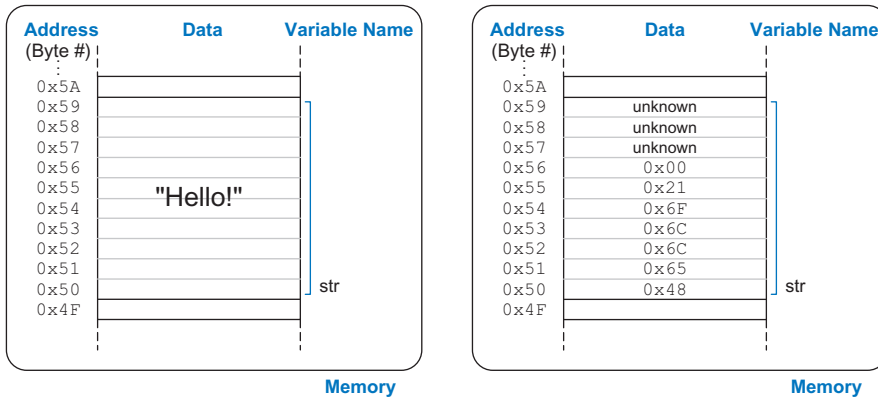 Address Data Variable Name
(Byte #)
0x5A
0x59
0x58
0x57
0x56
0x55
0x54
0x53
0x52
0x51
0x50
0x4F
"Hello!"
str
Memory
Address Data Variable Name
(Byte #)
0x5A
0x59 unknown
0x58 unknown
0x57 unknown
0x56 0x00
0x55 0x21
0x54 0x6F
0x53 0x6C
0x52 0x6C
0x51 0x65
0x50 0x48 str
0x4F
Memory